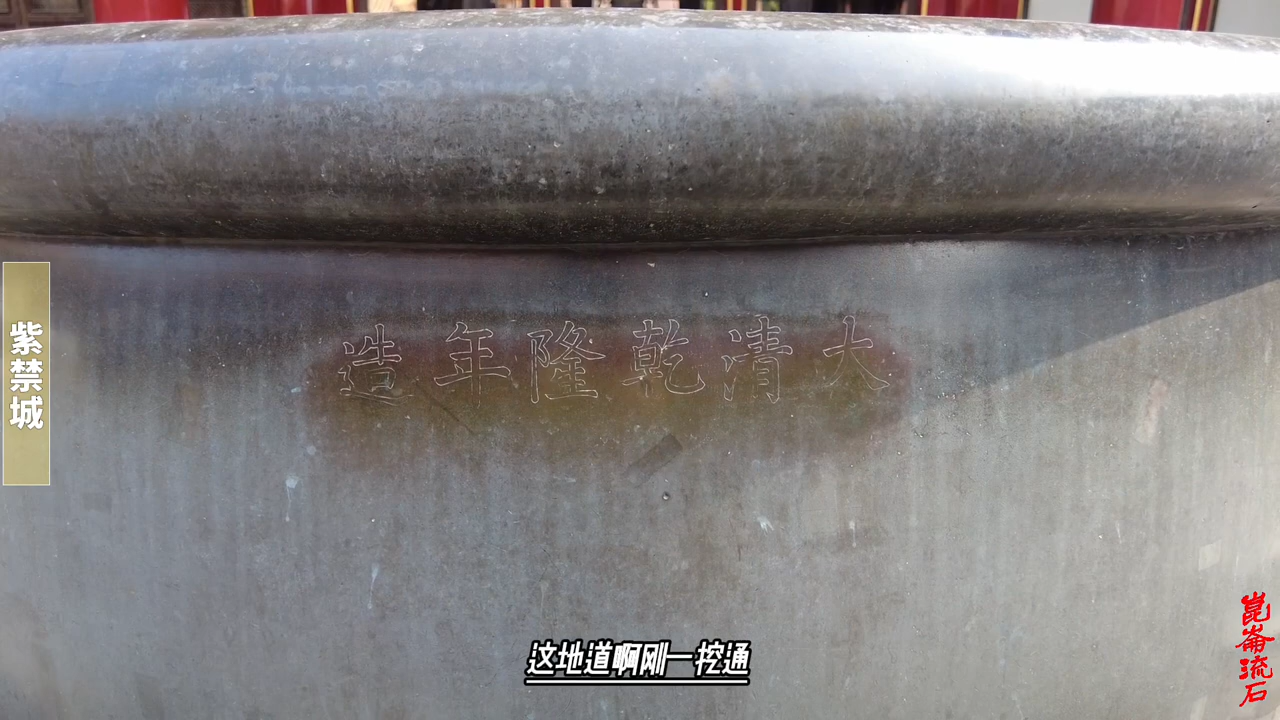 大清乾隆年造
紫禁城
这地道啊刚一挖通
崑崙流石